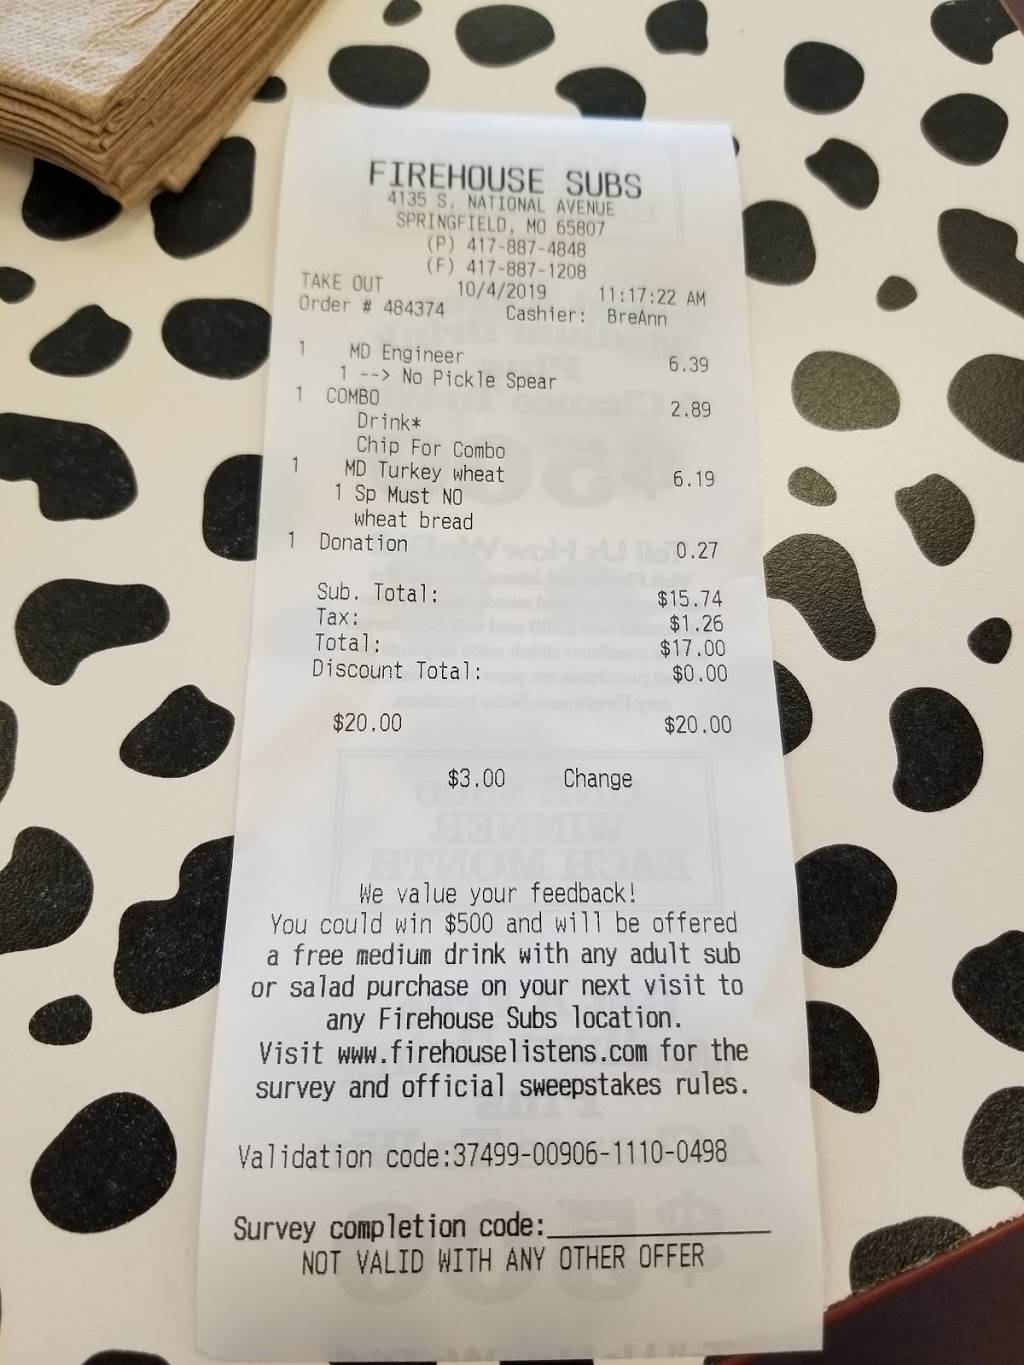 FIREHOUSE SUBS
4135 S. NATIONAL AVENUE
SPRINGFIELD, MO 65807
(P) 417-887-4848
(F) 417-887-1208
TAKE OUT 10/4/2019 11:17:22 AM
Order # 484374 Cashier: BreAnn
1 MD Engineer 6.39
1 --> No Pickle Spear
1 COMBO 2.89
Drink*
Chip For Combo
1 MD Turkey wheat 6.19
1 Sp Must NO
wheat bread
1 Donation 0.27
Sub. Total: $15.74
Tax: $1.26
Total: $17.00
Discount Total: $0.00
$20.00 $20.00
$3.00 Change
We value your feedback!
You could win $500 and will be offered
a free medium drink with any adult sub
or salad purchase on your next visit to
any Firehouse Subs location.
Visit www.firehouselistens.com for the
survey and official sweepstakes rules.
Validation code:37499-00906-1110-0498
Survey completion code:
NOT VALID WITH ANY OTHER OFFER